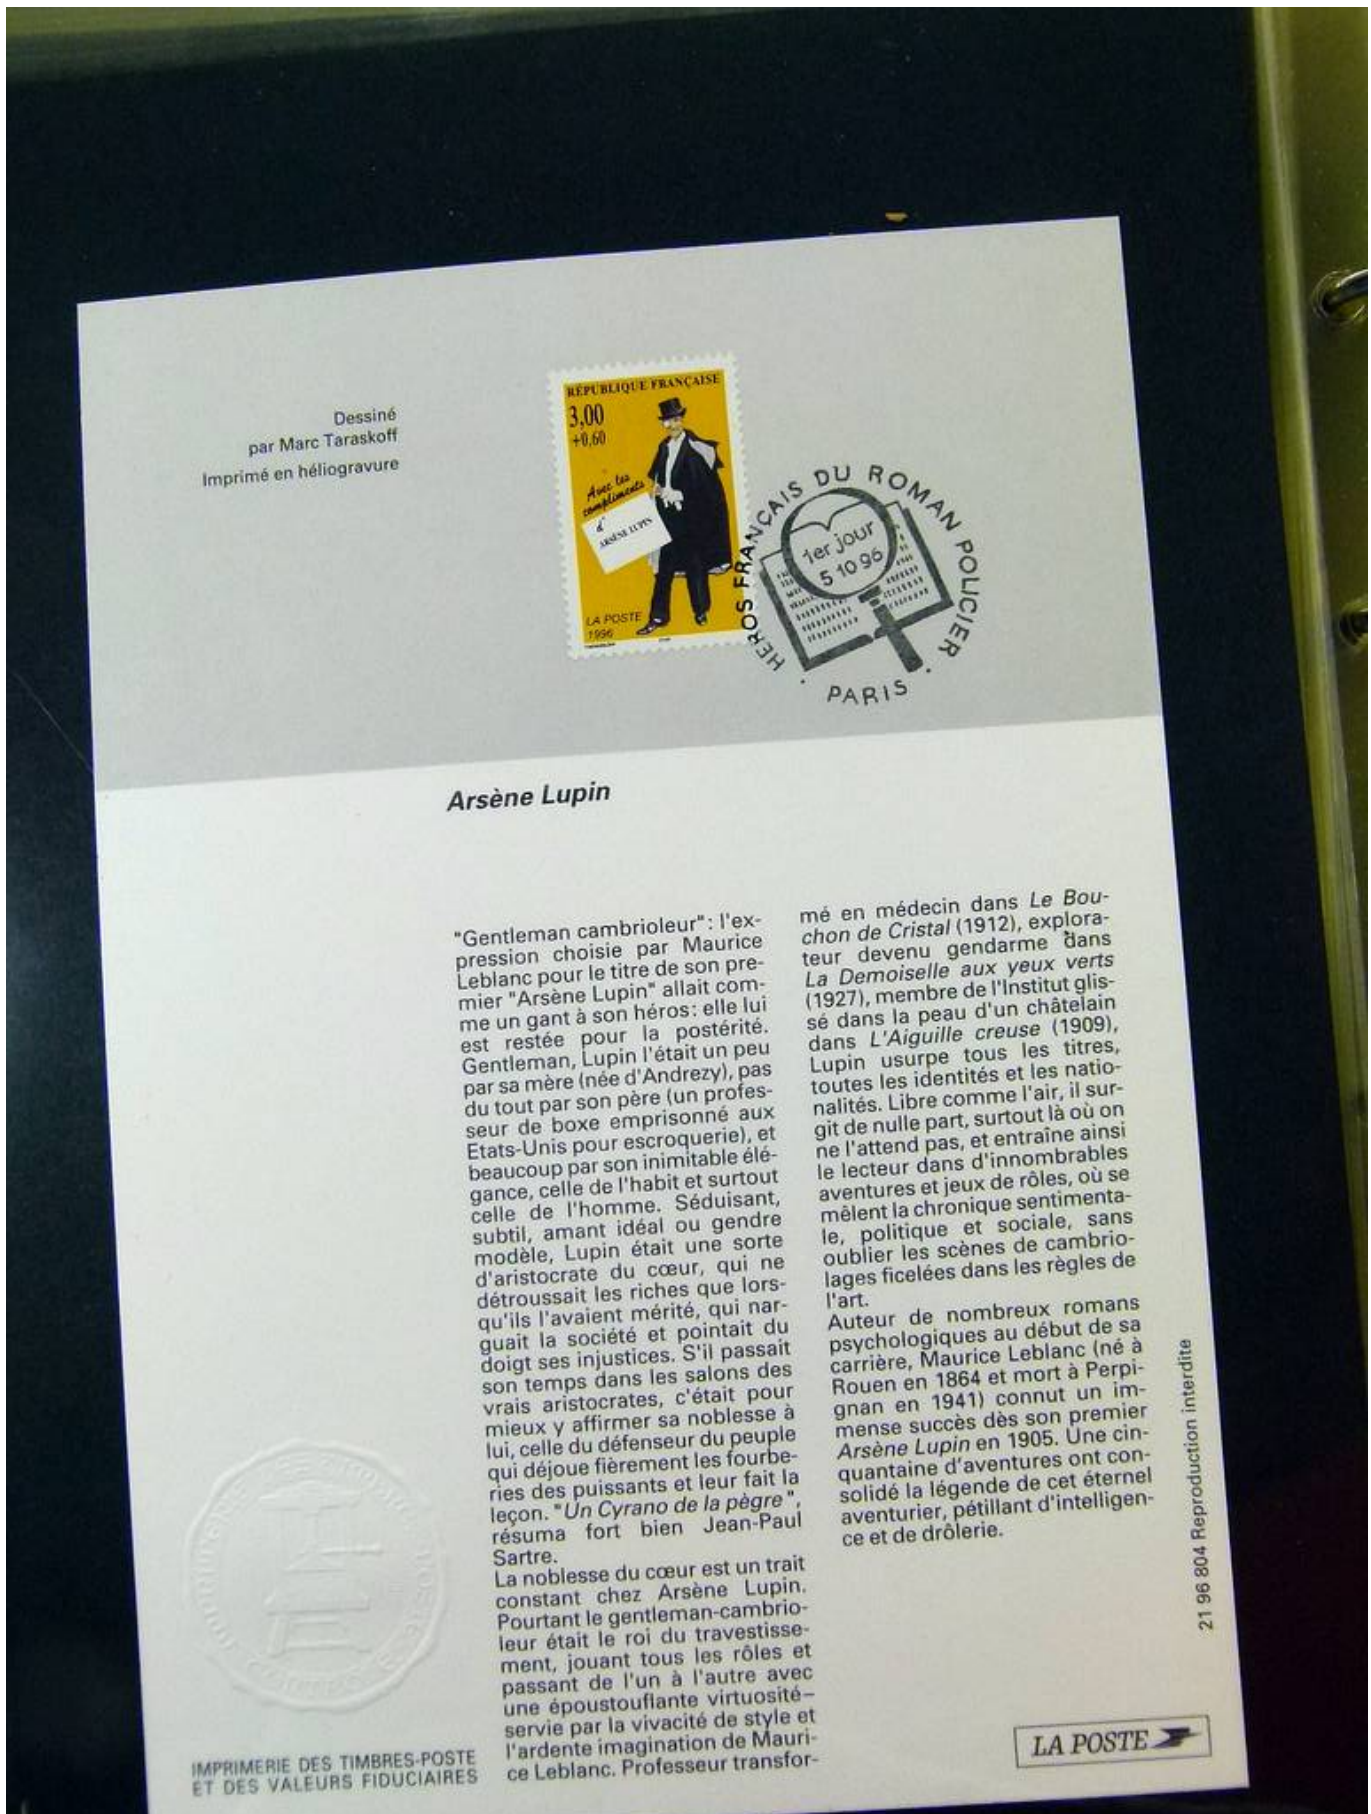 Dessiné
par Marc Taraskoff
Imprimé en héliogravure
RÉPUBLIQUE FRANÇAISE
3,00
+0,60
Avec les
compliments
d'
ARSÈNE LUPIN
LA POSTE
1996
HEROS FRANÇAIS DU ROMAN POLICIER
1er jour
5 10 96
· PARIS ·
Arsène Lupin
"Gentleman cambrioleur" : l'ex-
pression choisie par Maurice
Leblanc pour le titre de son pre-
mier "Arsène Lupin" allait com-
me un gant à son héros : elle lui
est restée pour la postérité.
Gentleman, Lupin l'était un peu
par sa mère (née d'Andrezy), pas
du tout par son père (un profes-
seur de boxe emprisonné aux
Etats-Unis pour escroquerie), et
beaucoup par son inimitable élé-
gance, celle de l'habit et surtout
celle de l'homme. Séduisant,
subtil, amant idéal ou gendre
modèle, Lupin était une sorte
d'aristocrate du cœur, qui ne
détroussait les riches que lors-
qu'ils l'avaient mérité, qui nar-
guait la société et pointait du
doigt ses injustices. S'il passait
son temps dans les salons des
vrais aristocrates, c'était pour
mieux y affirmer sa noblesse à
lui, celle du défenseur du peuple
qui déjoue fièrement les fourbe-
ries des puissants et leur fait la
leçon. "Un Cyrano de la pègre",
résuma fort bien Jean-Paul
Sartre.
La noblesse du cœur est un trait
constant chez Arsène Lupin.
Pourtant le gentleman-cambrio-
leur était le roi du travestisse-
ment, jouant tous les rôles et
passant de l'un à l'autre avec
une époustouflante virtuosité–
servie par la vivacité de style et
l'ardente imagination de Mauri-
ce Leblanc. Professeur transfor-
mé en médecin dans Le Bou-
chon de Cristal (1912), explora-
teur devenu gendarme dans
La Demoiselle aux yeux verts
(1927), membre de l'Institut glis-
sé dans la peau d'un châtelain
dans L'Aiguille creuse (1909),
Lupin usurpe tous les titres,
toutes les identités et les natio-
nalités. Libre comme l'air, il sur-
git de nulle part, surtout là où on
ne l'attend pas, et entraîne ainsi
le lecteur dans d'innombrables
aventures et jeux de rôles, où se
mêlent la chronique sentimenta-
le, politique et sociale, sans
oublier les scènes de cambrio-
lages ficelées dans les règles de
l'art.
Auteur de nombreux romans
psychologiques au début de sa
carrière, Maurice Leblanc (né à
Rouen en 1864 et mort à Perpi-
gnan en 1941) connut un im-
mense succès dès son premier
Arsène Lupin en 1905. Une cin-
quantaine d'aventures ont con-
solidé la légende de cet éternel
aventurier, pétillant d'intelligen-
ce et de drôlerie.
21 96 804 Reproduction interdite
IMPRIMERIE DES TIMBRES-POSTE
ET DES VALEURS FIDUCIAIRES
LA POSTE